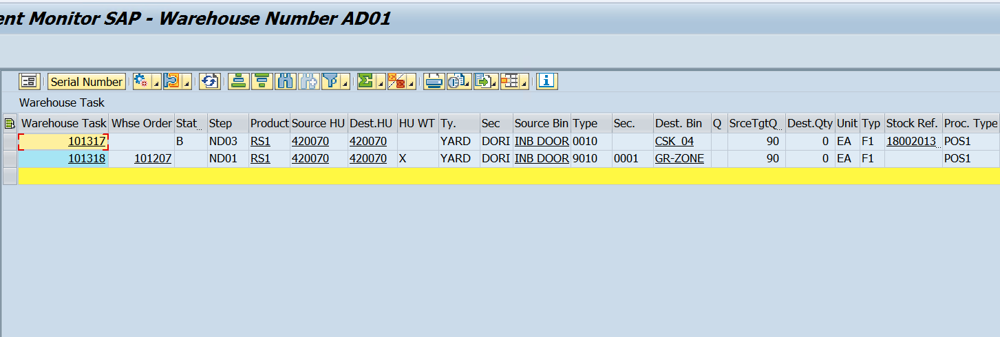 ent Monitor SAP - Warehouse Number AD01
Serial Number
Warehouse Task
Warehouse Task Whse Order Stat.. Step Product Source HU Dest.HU HU WT Ty. Sec Source Bin Type Sec. Dest. Bin Q SrceTgtQ.. Dest.Qty Unit Typ Stock Ref. Proc. Type
101317 B ND03 RS1 420070 420070 YARD DORI INB DOOR 0010 CSK_04 90 0 EA F1 18002013.. POS1
101318 101207 ND01 RS1 420070 420070 X YARD DORI INB DOOR 9010 0001 GR-ZONE 90 0 EA F1 POS1